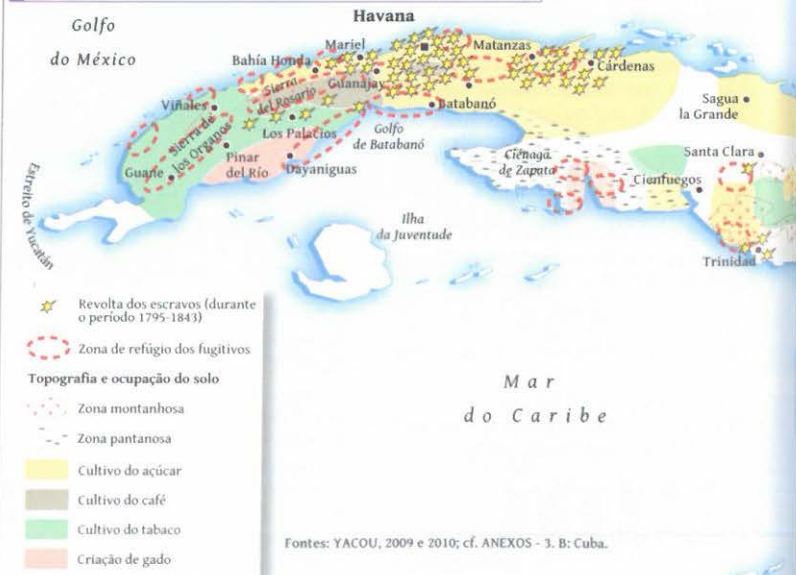 Golfo
do México
Havana
Mariel
Matanzas
Bahía Honda
Cárdenas
Guanajay
Sierra
del Rosario
Viñales
Batabanó
Sagua
la Grande
Los Palacios
Golfo
de Batabanó
Sierra de
los Organos
Pinar
del Río
Guane
Dayaniguas
Ciénaga
de Zapata
Santa Clara
Cienfuegos
Estreito de Yucatán
Ilha
da Juventude
Trinidad
Revolta dos escravos (durante
o período 1795-1843)
Zona de refúgio dos fugitivos
Topografia e ocupação do solo
Zona montanhosa
Zona pantanosa
Cultivo do açúcar
Cultivo do café
Cultivo do tabaco
Criação de gado
Mar
do Caribe
Fontes: YACOU, 2009 e 2010; cf. ANEXOS - 3. B: Cuba.